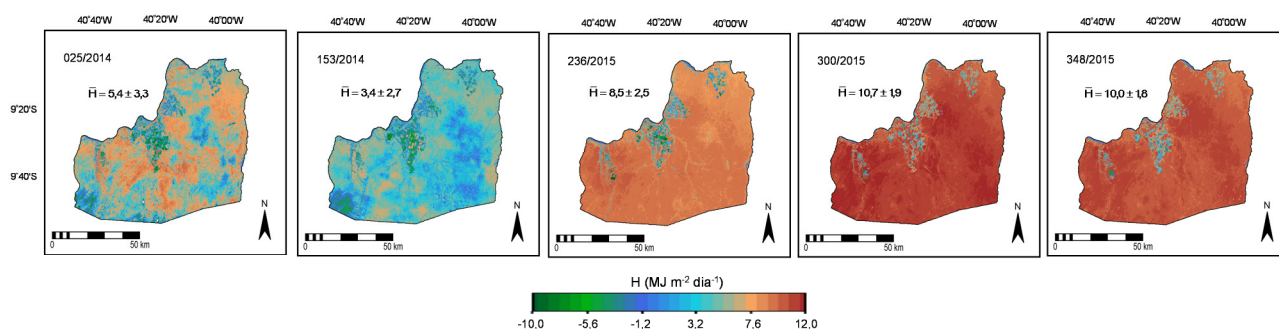 40°40'W 40°20'W 40°00'W 40°40'W 40°20'W 40°00'W 40°40'W 40°20'W 40°00'W 40°40'W 40°20'W 40°00'W 40°40'W 40°20'W 40°00'W
025/2014 153/2014 236/2015 300/2015 348/2015
H̅ = 5,4 ± 3,3 H̅ = 3,4 ± 2,7 H̅ = 8,5 ± 2,5 H̅ = 10,7 ± 1,9 H̅ = 10,0 ± 1,8
9°20'S
9°40'S
N N N N N
0 50 km 0 50 km 0 50 km 0 50 km 0 50 km
H (MJ m⁻² dia⁻¹)
-10,0 -5,6 -1,2 3,2 7,6 12,0